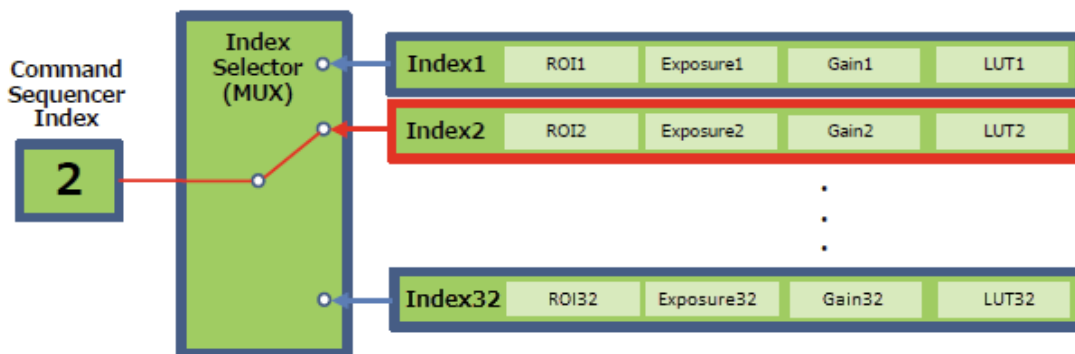 Command
Sequencer
Index
2
Index
Selector
(MUX)
Index1 ROI1 Exposure1 Gain1 LUT1
Index2 ROI2 Exposure2 Gain2 LUT2
Index32 ROI32 Exposure32 Gain32 LUT32